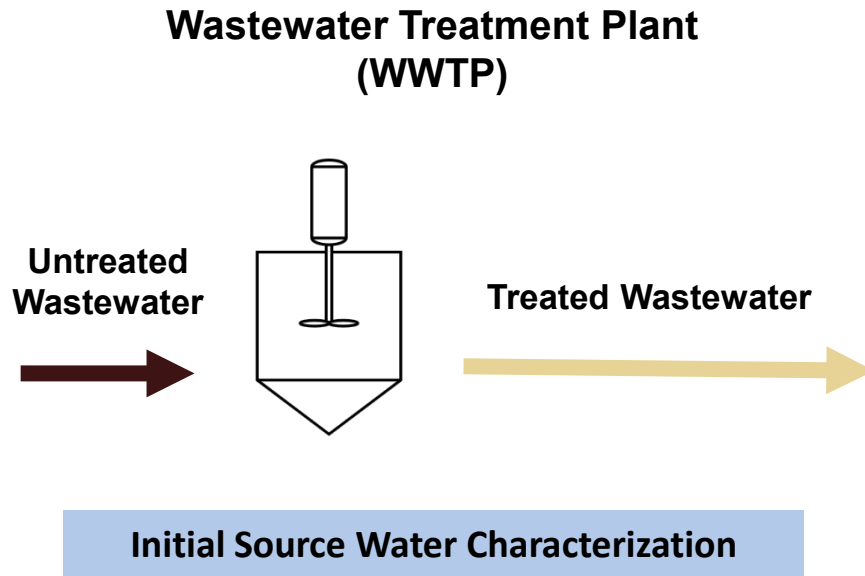 Wastewater Treatment Plant
(WWTP)
Untreated
Wastewater
Treated Wastewater
Initial Source Water Characterization